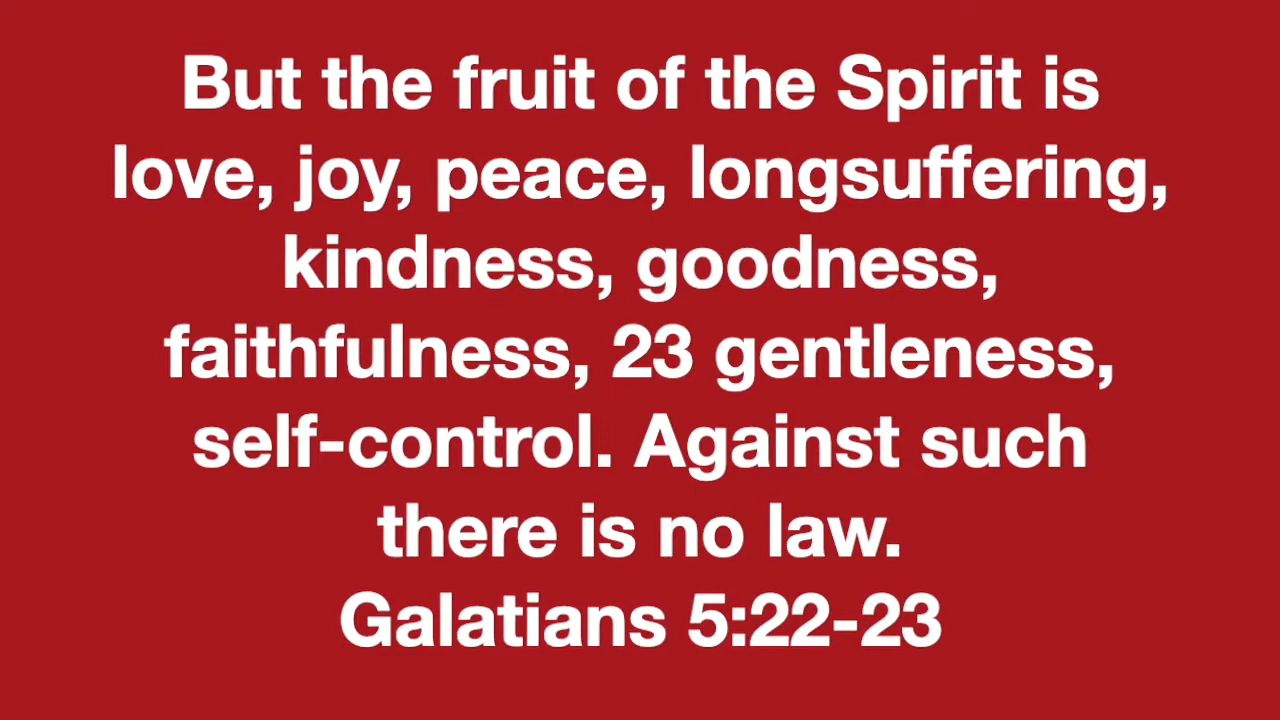 But the fruit of the Spirit is
love, joy, peace, longsuffering,
kindness, goodness,
faithfulness, 23 gentleness,
self-control. Against such
there is no law.
Galatians 5:22-23